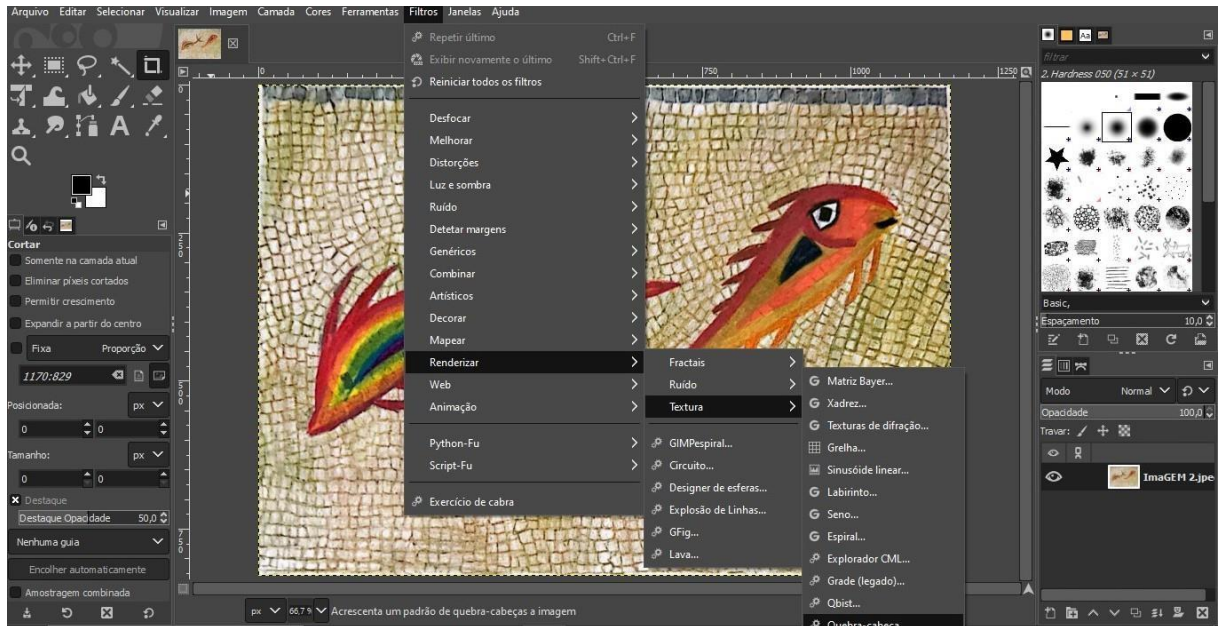 Arquivo Editar Selecionar Visualizar Imagem Camada Cores Ferramentas Filtros Janelas Ajuda
Repetir último Ctrl+F
Exibir novamente o último Shift+Ctrl+F
Reiniciar todos os filtros
Desfocar
Melhorar
Distorções
Luz e sombra
Ruído
Detetar margens
Genéricos
Combinar
Artísticos
Decorar
Mapear
Renderizar
Web
Animação
Python-Fu
Script-Fu
Exercício de cabra
Fractais
Ruído
Textura
GIMPespiral...
Circuito...
Designer de esferas...
Explosão de Linhas...
GFig...
Lava...
Matriz Bayer...
Xadrez...
Texturas de difração...
Grelha...
Sinusóide linear...
Labirinto...
Seno...
Espiral...
Explorador CML...
Grade (legado)...
Qbist...
Quebra-cabeça...
Cortar
Somente na camada atual
Eliminar píxeis cortados
Permitir crescimento
Expandir a partir do centro
Fixa Proporção
1170:829
Posicionada: px
0 0
Tamanho: px
0 0
Destaque
Destaque Opacidade 50,0
Nenhuma guia
Encolher automaticamente
Amostragem combinada
0 750 1000 1250
0
250
500
750
px 66,7 % Acrescenta um padrão de quebra-cabeças a imagem
Aa
filtrar
2. Hardness 050 (51 × 51)
Basic,
Espaçamento 10,0
Modo Normal
Opacidade 100,0
Travar:
ImaGEM 2.jpe